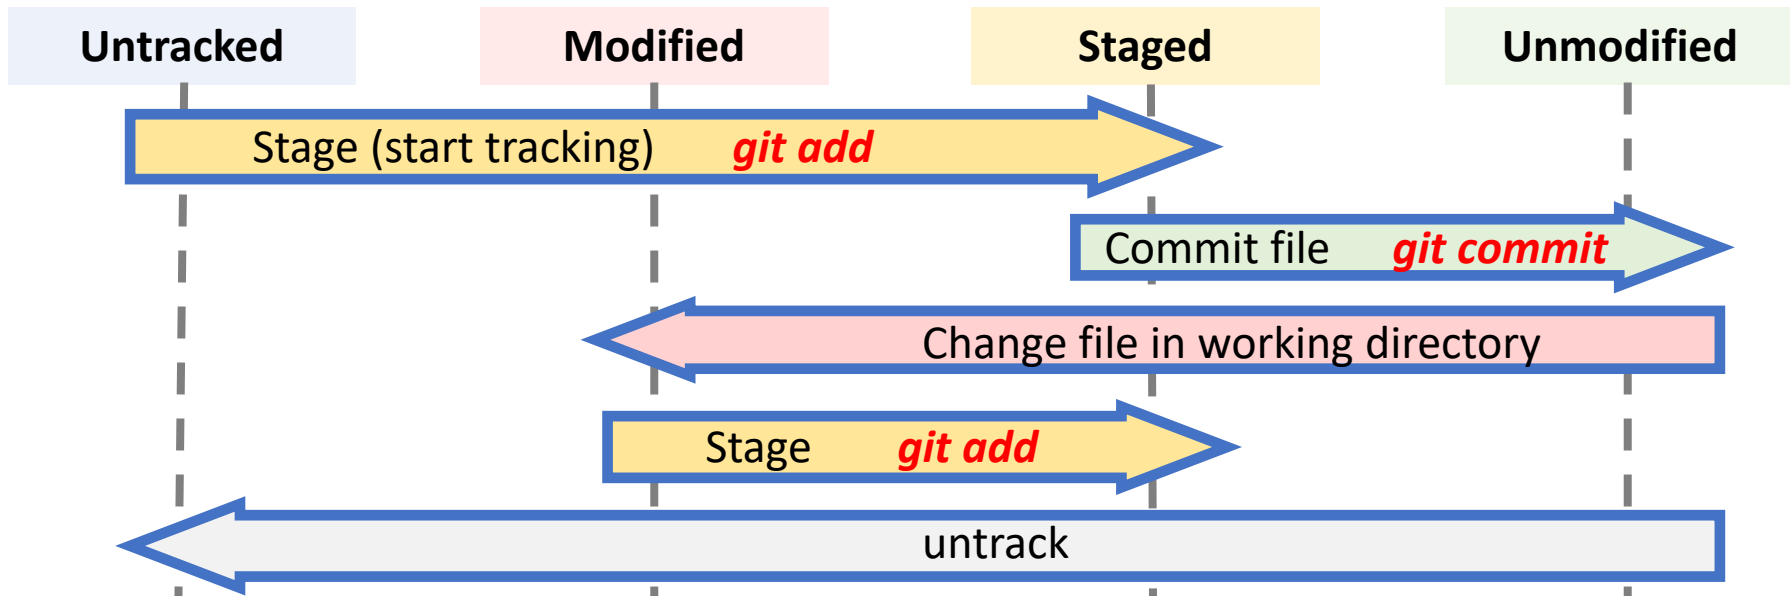 Untracked Modified Staged Unmodified
Stage (start tracking) git add
Commit file git commit
Change file in working directory
Stage git add
untrack